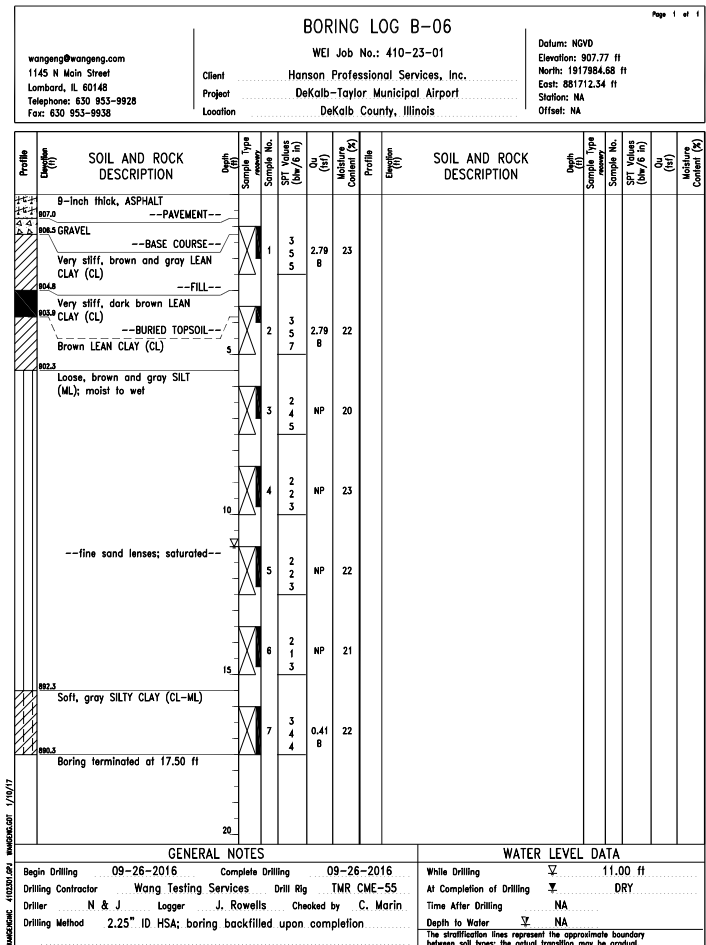 Page 1 of 1
BORING LOG B-06
WEI Job No.: 410-23-01
wangeng@wangeng.com
1145 N Main Street
Lombard, IL 60148
Telephone: 630 953-9928
Fax: 630 953-9938
Client Hanson Professional Services, Inc.
Project DeKalb-Taylor Municipal Airport
Location DeKalb County, Illinois
Datum: NGVD
Elevation: 907.77 ft
North: 1917984.68 ft
East: 881712.34 ft
Station: NA
Offset: NA
Profile Elevation (ft) SOIL AND ROCK DESCRIPTION Depth (ft) Sample Type recovery Sample No. SPT Values (blw/6 in) Qu (tsf) Moisture Content (%) Profile Elevation (ft) SOIL AND ROCK DESCRIPTION Depth (ft) Sample Type recovery Sample No. SPT Values (blw/6 in) Qu (tsf) Moisture Content (%)
9-inch thick, ASPHALT
907.0 --PAVEMENT--
906.5 GRAVEL
--BASE COURSE--
Very stiff, brown and gray LEAN
CLAY (CL)
1 3 5 5 2.79 B 23
904.8 --FILL--
Very stiff, dark brown LEAN
903.9 CLAY (CL)
--BURIED TOPSOIL--
Brown LEAN CLAY (CL)
5
2 3 5 7 2.79 B 22
902.3
Loose, brown and gray SILT
(ML); moist to wet
3 2 4 5 NP 20
4 2 2 3 NP 23
10
--fine sand lenses; saturated--
5 2 2 3 NP 22
6 2 1 3 NP 21
15
892.3
Soft, gray SILTY CLAY (CL-ML)
7 3 4 4 0.41 B 22
890.3
Boring terminated at 17.50 ft
20
GENERAL NOTES
Begin Drilling 09-26-2016 Complete Drilling 09-26-2016
Drilling Contractor Wang Testing Services Drill Rig TMR CME-55
Driller N & J Logger J. Rowells Checked by C. Marin
Drilling Method 2.25" ID HSA; boring backfilled upon completion
WATER LEVEL DATA
While Drilling 11.00 ft
At Completion of Drilling DRY
Time After Drilling NA
Depth to Water NA
The stratification lines represent the approximate boundary
between soil types; the actual transition may be gradual.
WANGENGINC 4102301.GPJ WANGENG.GDT 1/10/17